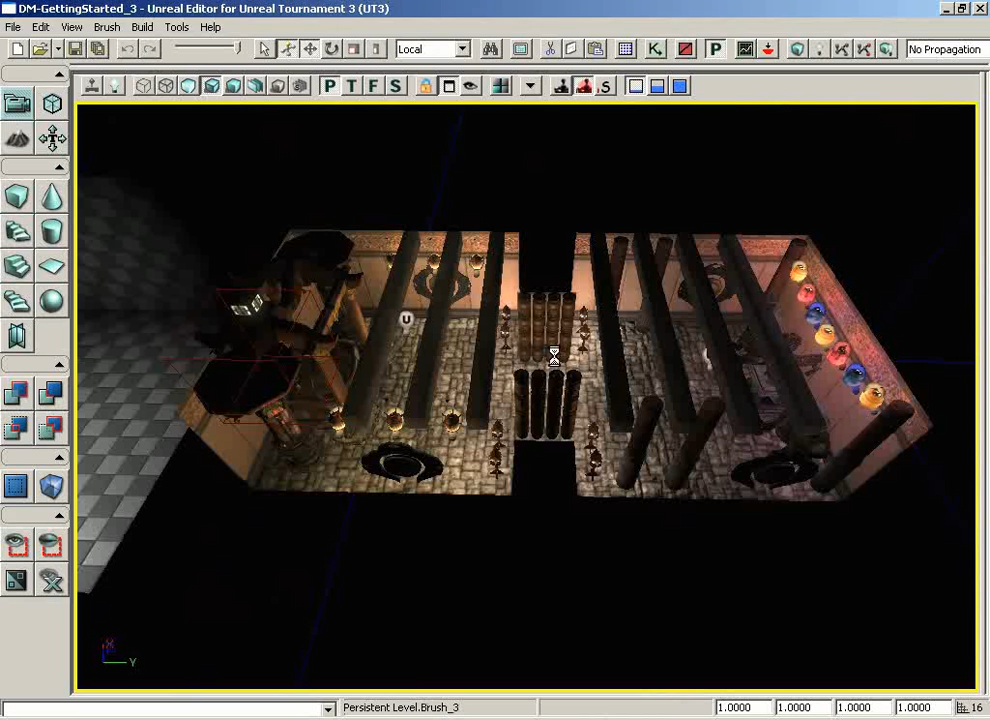 DM-GettingStarted_3 - Unreal Editor for Unreal Tournament 3 (UT3)
File Edit View Brush Build Tools Help
Local
K
P
No Propagation
P T F S
S
U
X
Y
Persistent Level.Brush_3
1.0000 1.0000 1.0000 1.0000 16